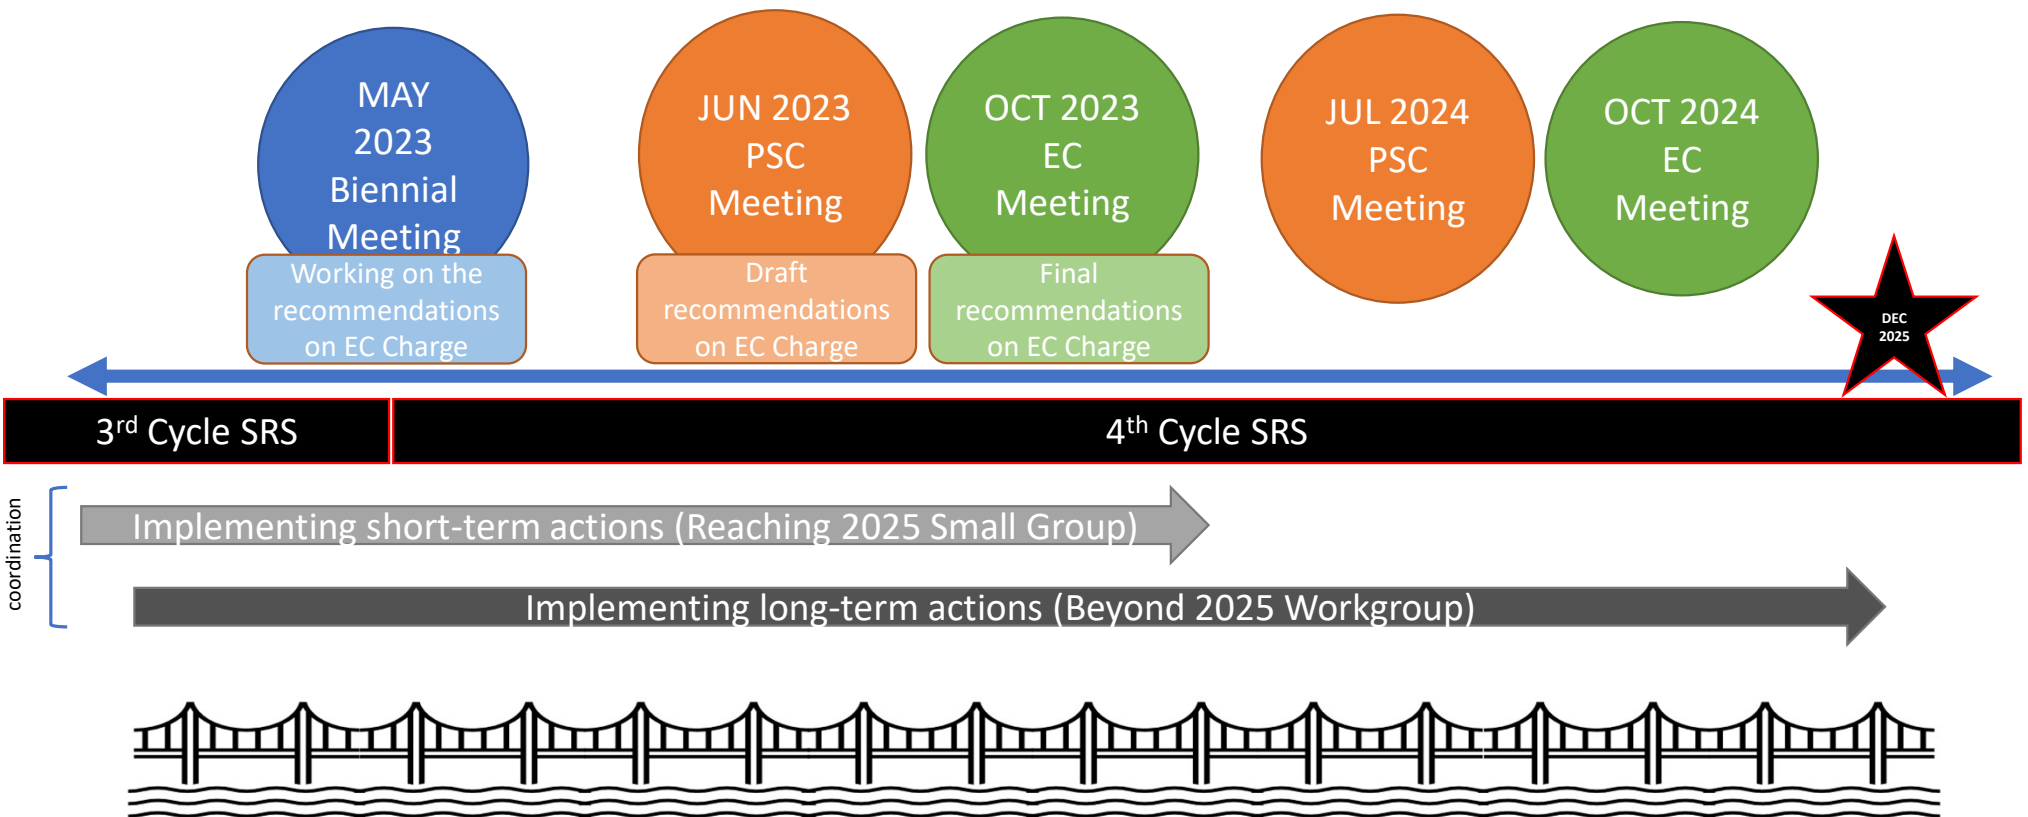 MAY
2023
Biennial
Meeting
Working on the
recommendations
on EC Charge
JUN 2023
PSC
Meeting
Draft
recommendations
on EC Charge
OCT 2023
EC
Meeting
Final
recommendations
on EC Charge
JUL 2024
PSC
Meeting
OCT 2024
EC
Meeting
DEC
2025
3rd Cycle SRS
4th Cycle SRS
coordination
Implementing short-term actions (Reaching 2025 Small Group)
Implementing long-term actions (Beyond 2025 Workgroup)